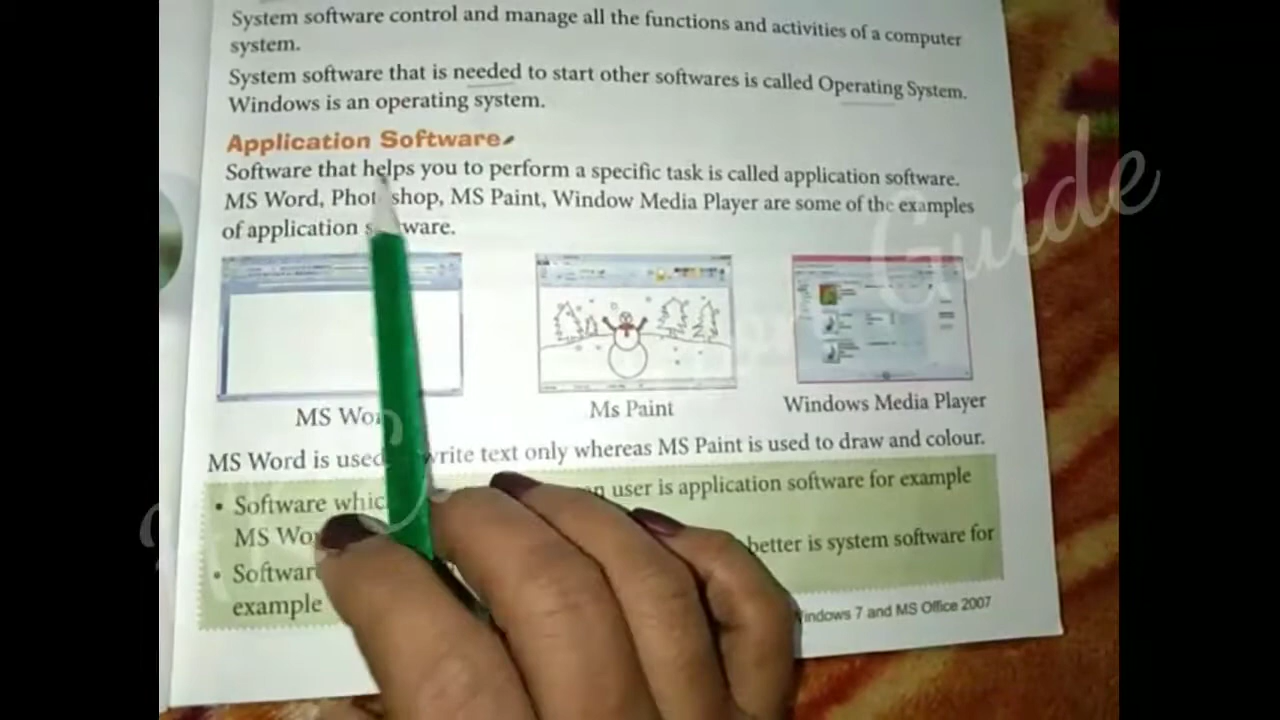 System software control and manage all the functions and activities of a computer
system.
System software that is needed to start other softwares is called Operating System.
Windows is an operating system.
Application Software
Software that helps you to perform a specific task is called application software.
MS Word, Phot shop, MS Paint, Window Media Player are some of the examples
of application s ware.
MS Wor
Ms Paint
Windows Media Player
MS Word is used write text only whereas MS Paint is used to draw and colour.
• Software whic user is application software for example
MS Wo
• Softwar better is system software for
example
indows 7 and MS Office 2007
Guide